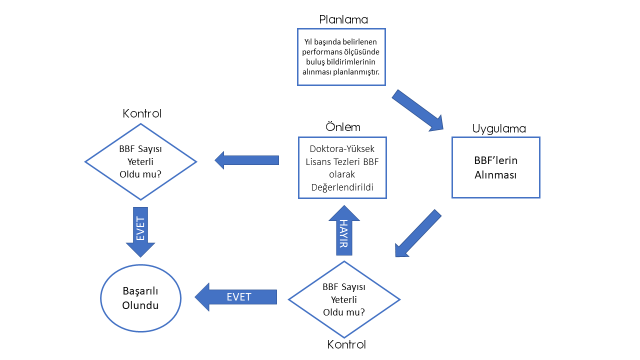 Planlama
Yıl başında belirlenen
performans ölçüsünde
buluş bildirimlerinin
alınması planlanmıştır.
Uygulama
BBF'lerin
Alınması
Kontrol
BBF Sayısı
Yeterli
Oldu mu?
HAYIR
EVET
Önlem
Doktora-Yüksek
Lisans Tezleri BBF
olarak
Değerlendirildi
Kontrol
BBF Sayısı
Yeterli
Oldu mu?
EVET
Başarılı
Olundu